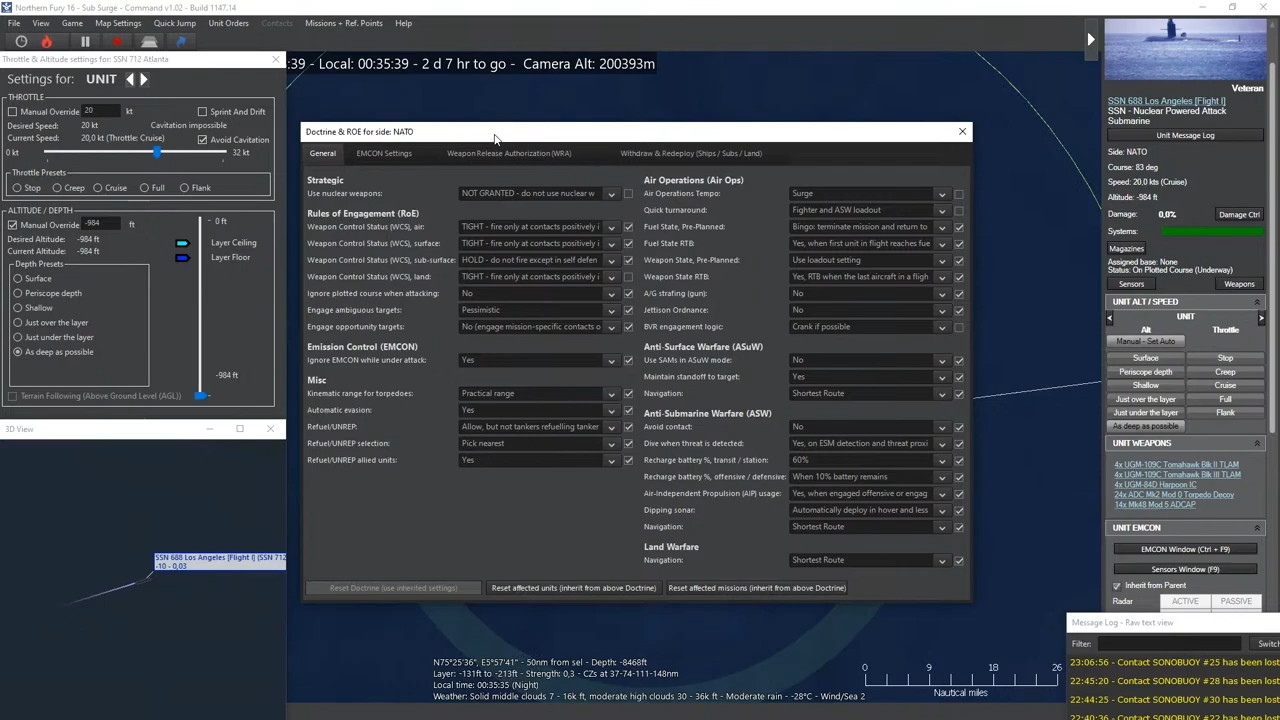 Northern Fury 16 - Sub Surge - Command v1.02 - Build 1147.14
File View Game Map Settings Quick Jump Missions + Ref. Points Unit Orders Contacts Help
Throttle & Altitude settings for: SSN 712 Atlanta
:39 - Local: 00:35:39 - 2 d 7 hr to go - Camera Alt: 200393m
Settings for: UNIT
THROTTLE
Manual Override 20 kt Sprint And Drift
Desired Speed: 20 kt Cavitation impossible
Current Speed: 20,0 kt (Throttle: Cruise) Avoid Cavitation
0 kt 32 kt
Throttle Presets
Stop Creep Cruise Full Flank
ALTITUDE / DEPTH
Manual Override -984 ft
Desired Altitude: -984 ft
Current Altitude: -984 ft
- 0 ft
Layer Ceiling
Layer Floor
Depth Presets
Surface
Periscope depth
Shallow
Just over the layer
Just under the layer
As deep as possible
-984 ft
Terrain Following (Above Ground Level (AGL))
3D View
SSN 688 Los Angeles [Flight I] (SSN 712
-10 - 0,03
Doctrine & ROE for side: NATO
General EMCON Settings Weapon Release Authorization (WRA) Withdraw & Redeploy (Ships / Subs / Land)
Strategic
Use nuclear weapons: NOT GRANTED - do not use nuclear w
Rules of Engagement (RoE)
Weapon Control Status (WCS), air: TIGHT - fire only at contacts positively i
Weapon Control Status (WCS), surface: TIGHT - fire only at contacts positively i
Weapon Control Status (WCS), sub-surface: HOLD - do not fire except in self defen
Weapon Control Status (WCS), land: TIGHT - fire only at contacts positively i
Ignore plotted course when attacking: No
Engage ambiguous targets: Pessimistic
Engage opportunity targets: No (engage mission-specific contacts o
Emission Control (EMCON)
Ignore EMCON while under attack: Yes
Misc
Kinematic range for torpedoes: Practical range
Automatic evasion: Yes
Refuel/UNREP: Allow, but not tankers refuelling tanker
Refuel/UNREP selection: Pick nearest
Refuel/UNREP allied units: Yes
Air Operations (Air Ops)
Air Operations Tempo: Surge
Quick turnaround: Fighter and ASW loadout
Fuel State, Pre-Planned: Bingo: terminate mission and return to
Fuel State RTB: Yes, when first unit in flight reaches fue
Weapon State, Pre-Planned: Use loadout setting
Weapon State RTB: Yes, RTB when the last aircraft in a fligh
A/G strafing (gun): No
Jettison Ordnance: No
BVR engagement logic: Crank if possible
Anti-Surface Warfare (ASuW)
Use SAMs in ASuW mode: No
Maintain standoff to target: Yes
Navigation: Shortest Route
Anti-Submarine Warfare (ASW)
Avoid contact: No
Dive when threat is detected: Yes, on ESM detection and threat proxi
Recharge battery %, transit / station: 60%
Recharge battery %, offensive / defensive: When 10% battery remains
Air-Independent Propulsion (AIP) usage: Yes, when engaged offensive or engag
Dipping sonar: Automatically deploy in hover and less
Navigation: Shortest Route
Land Warfare
Navigation: Shortest Route
Reset Doctrine (use inherited settings) Reset affected units (inherit from above Doctrine) Reset affected missions (inherit from above Doctrine)
N75°25'36", E5°57'41" - 50nm from sel - Depth: -8468ft
Layer: -131ft to -213ft - Strength: 0,3 - CZs at 37-74-111-148nm
Local time: 00:35:35 (Night)
Weather: Solid middle clouds 7 - 16k ft, moderate high clouds 30 - 36k ft - Moderate rain - -28°C - Wind/Sea 2
0 9 18 26
Nautical miles
Veteran
SSN 688 Los Angeles [Flight I]
SSN - Nuclear Powered Attack
Submarine
Unit Message Log
Side: NATO
Course: 83 deg
Speed: 20,0 kts (Cruise)
Altitude: -984 ft
Damage: 0,0% Damage Ctrl
Systems:
Magazines
Assigned base: None
Status: On Plotted Course (Underway)
Sensors Weapons
UNIT ALT / SPEED
UNIT
Alt Throttle
Manual - Set Auto
Surface Stop
Periscope depth Creep
Shallow Cruise
Just over the layer Full
Just under the layer Flank
As deep as possible
UNIT WEAPONS
4x UGM-109C Tomahawk Blk II TLAM
4x UGM-109C Tomahawk Blk III TLAM
4x UGM-84D Harpoon IC
24x ADC Mk2 Mod 0 Torpedo Decoy
14x Mk48 Mod 5 ADCAP
UNIT EMCON
EMCON Window (Ctrl + F9)
Sensors Window (F9)
Inherit from Parent
Radar ACTIVE PASSIVE
Message Log - Raw text view
Filter: Switch
23:06:56 - Contact SONOBUOY #25 has been lost
22:45:20 - Contact SONOBUOY #28 has been lost
22:44:25 - Contact SONOBUOY #30 has been lost
22:40:36 - Contact SONOBUOY #22 has been lost